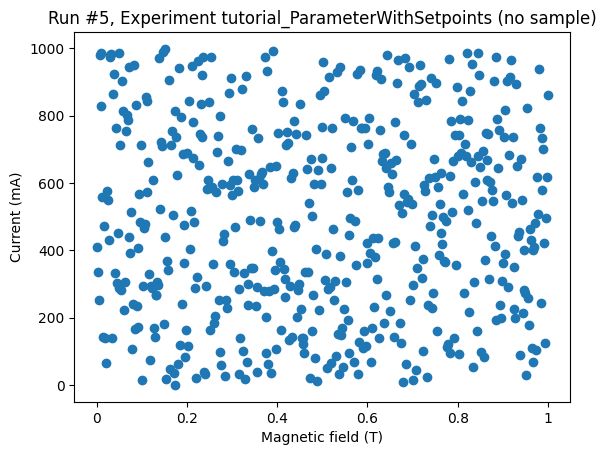 Run #5, Experiment tutorial_ParameterWithSetpoints (no sample)
1000
800
600
400
200
0
Current (mA)
0 0.2 0.4 0.6 0.8 1
Magnetic field (T)